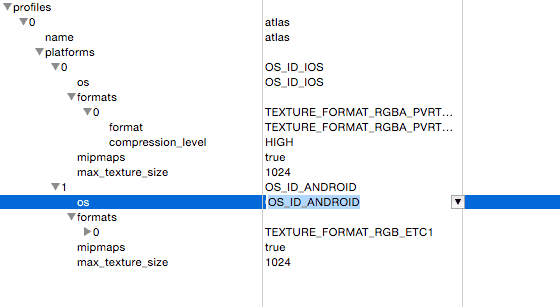 profiles
0 atlas
name atlas
platforms
0 OS_ID_IOS
os OS_ID_IOS
formats
0 TEXTURE_FORMAT_RGBA_PVRT...
format TEXTURE_FORMAT_RGBA_PVRT...
compression_level HIGH
mipmaps true
max_texture_size 1024
1 OS_ID_ANDROID
os OS_ID_ANDROID
formats
0 TEXTURE_FORMAT_RGB_ETC1
mipmaps true
max_texture_size 1024